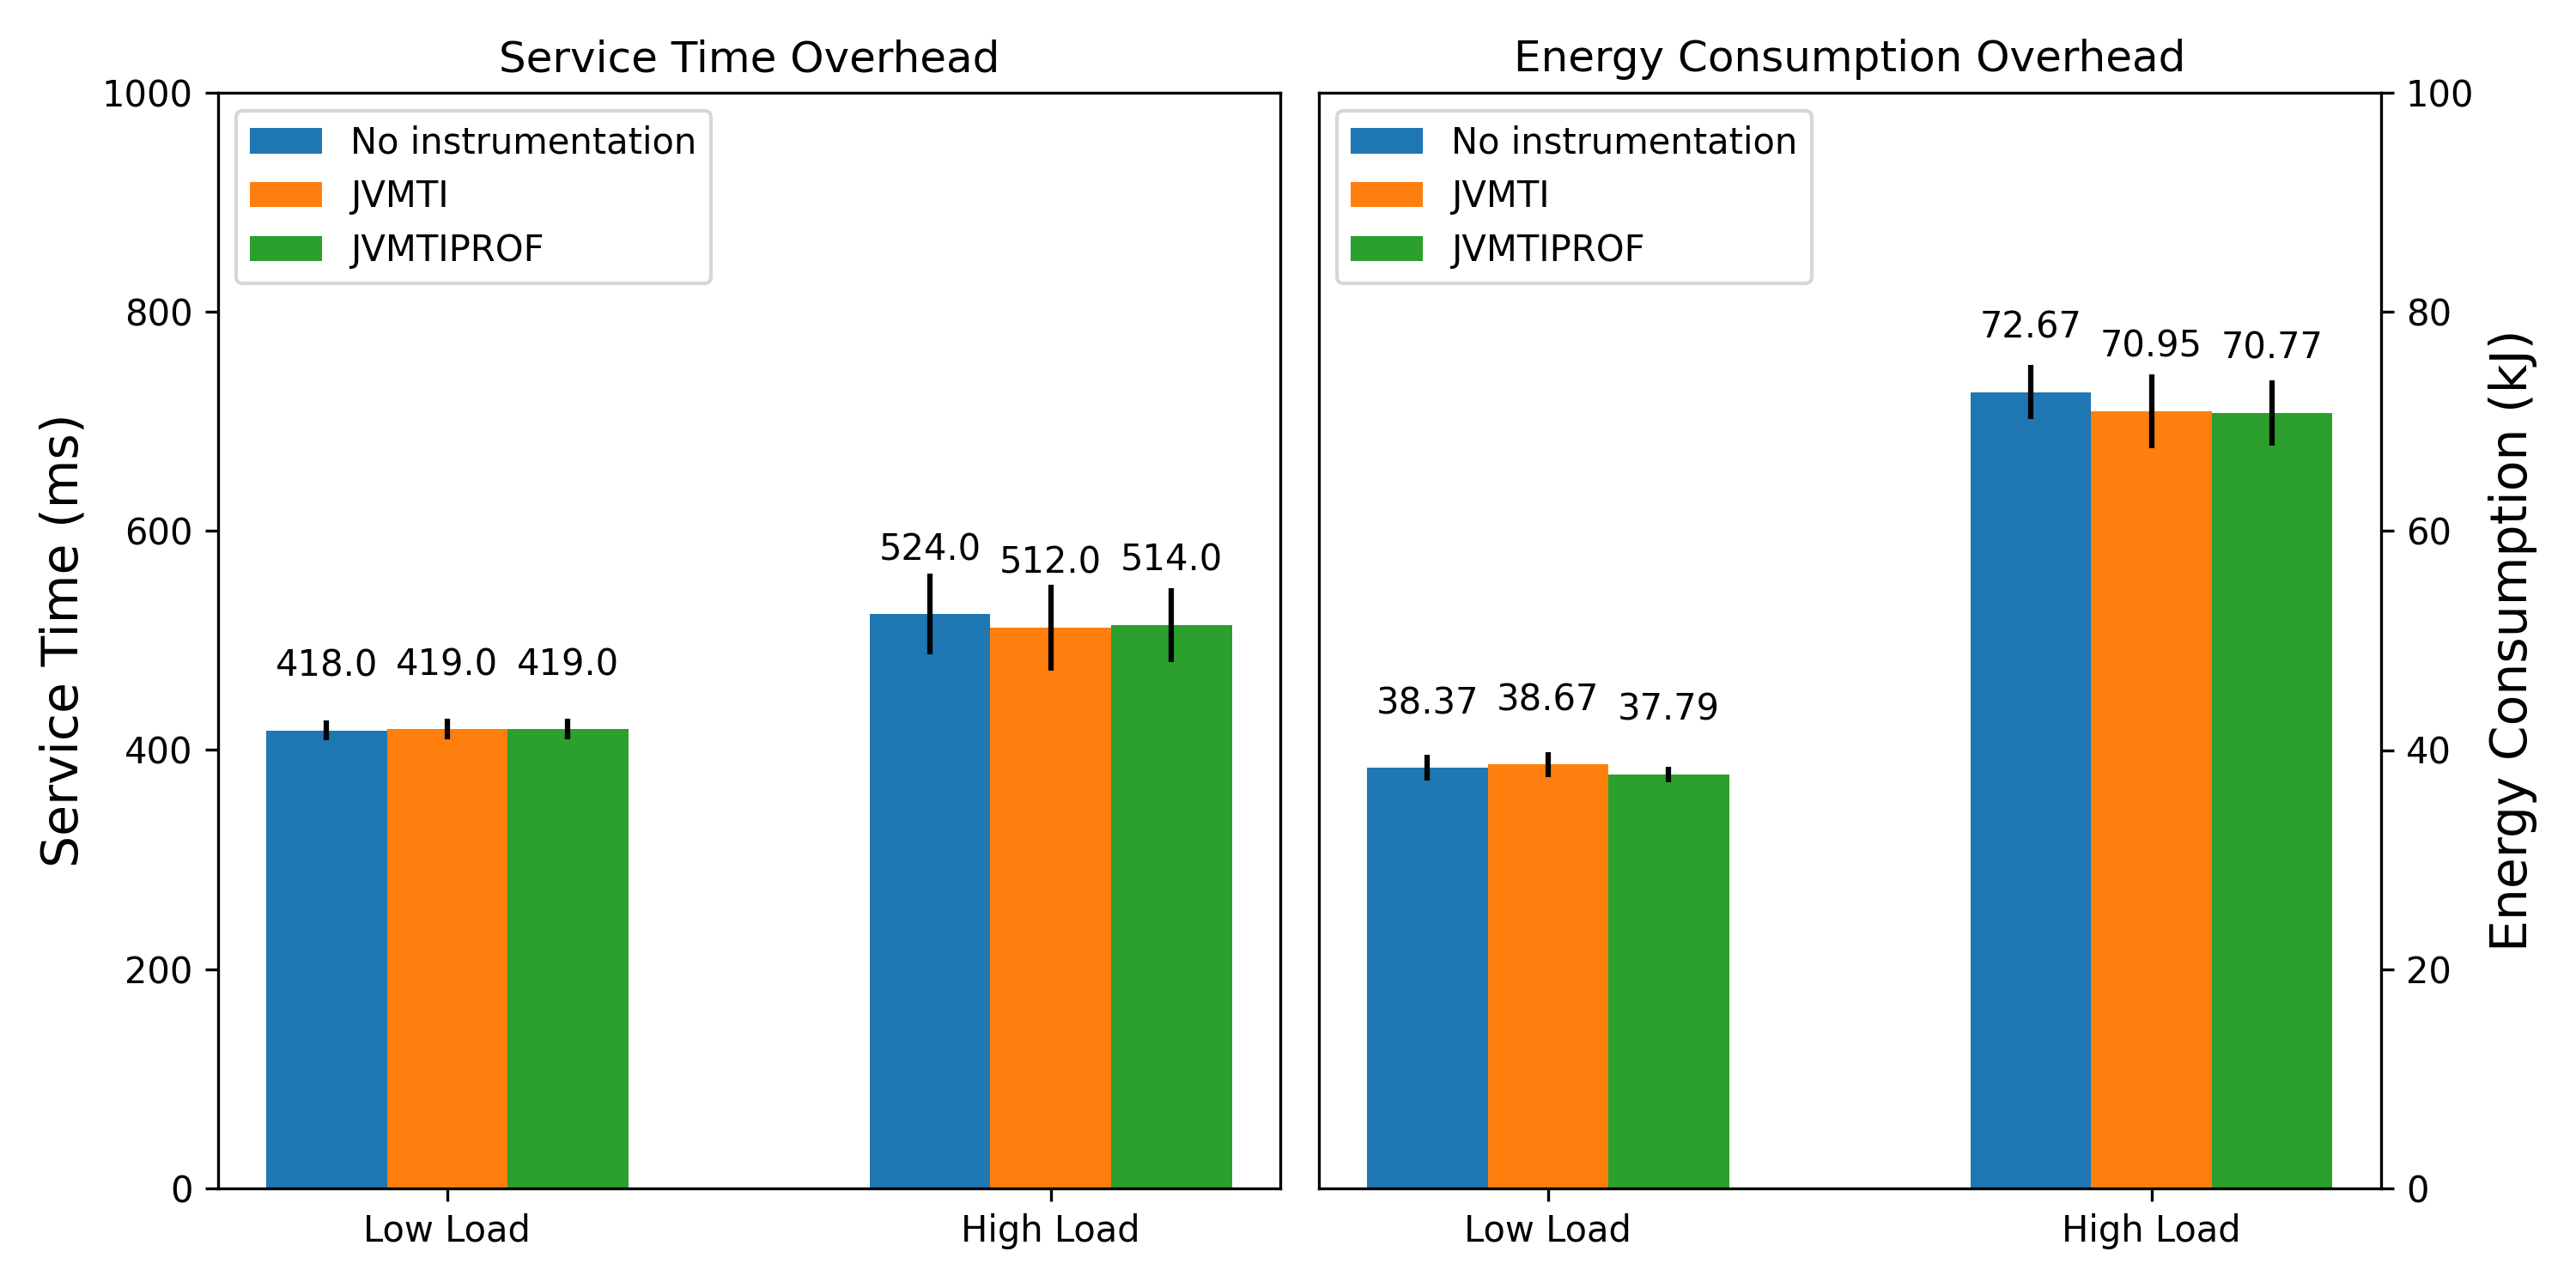 Service Time Overhead
Energy Consumption Overhead
Service Time (ms)
1000
800
600
400
200
0
No instrumentation
JVMTI
JVMTIPROF
418.0
419.0
419.0
524.0
512.0
514.0
Low Load
High Load
No instrumentation
JVMTI
JVMTIPROF
38.37
38.67
37.79
72.67
70.95
70.77
Low Load
High Load
100
80
60
40
20
0
Energy Consumption (kJ)